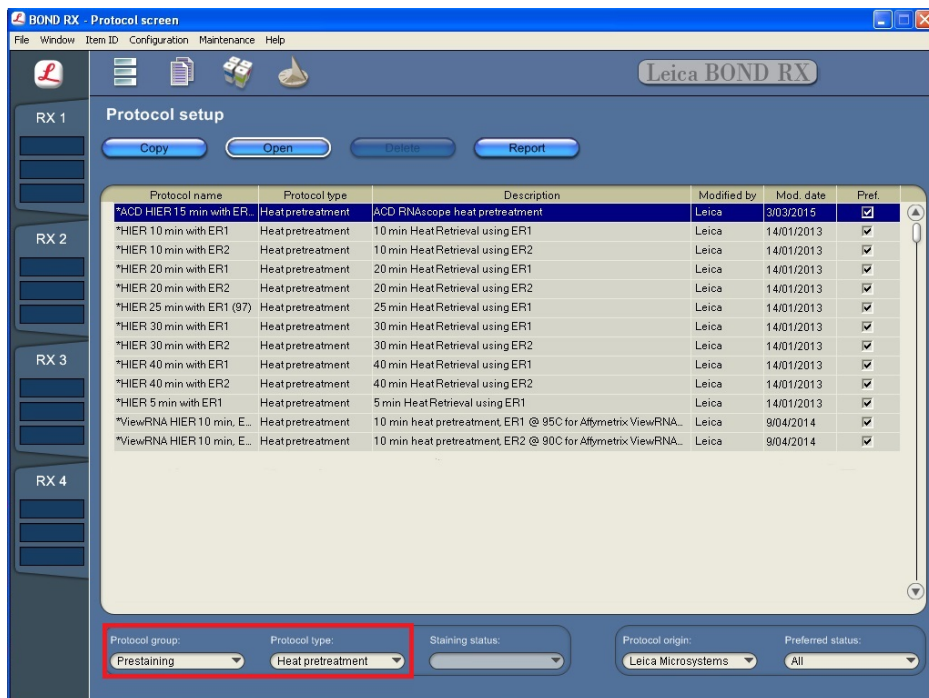 BOND RX - Protocol screen
File Window Item ID Configuration Maintenance Help
Leica BOND RX
RX 1
RX 2
RX 3
RX 4
Protocol setup
Copy Open Delete Report
Protocol name Protocol type Description Modified by Mod. date Pref.
*ACD HIER 15 min with ER... Heat pretreatment ACD RNAscope heat pretreatment Leica 3/03/2015
*HIER 10 min with ER1 Heat pretreatment 10 min Heat Retrieval using ER1 Leica 14/01/2013
*HIER 10 min with ER2 Heat pretreatment 10 min Heat Retrieval using ER2 Leica 14/01/2013
*HIER 20 min with ER1 Heat pretreatment 20 min Heat Retrieval using ER1 Leica 14/01/2013
*HIER 20 min with ER2 Heat pretreatment 20 min Heat Retrieval using ER2 Leica 14/01/2013
*HIER 25 min with ER1 (97) Heat pretreatment 25 min Heat Retrieval using ER1 Leica 14/01/2013
*HIER 30 min with ER1 Heat pretreatment 30 min Heat Retrieval using ER1 Leica 14/01/2013
*HIER 30 min with ER2 Heat pretreatment 30 min Heat Retrieval using ER2 Leica 14/01/2013
*HIER 40 min with ER1 Heat pretreatment 40 min Heat Retrieval using ER1 Leica 14/01/2013
*HIER 40 min with ER2 Heat pretreatment 40 min Heat Retrieval using ER2 Leica 14/01/2013
*HIER 5 min with ER1 Heat pretreatment 5 min Heat Retrieval using ER1 Leica 14/01/2013
*ViewRNA HIER 10 min, E... Heat pretreatment 10 min heat pretreatment, ER1 @ 95C for Affymetrix ViewRNA... Leica 9/04/2014
*ViewRNA HIER 10 min, E... Heat pretreatment 10 min heat pretreatment, ER2 @ 90C for Affymetrix ViewRNA... Leica 9/04/2014
Protocol group: Protocol type: Staining status: Protocol origin: Preferred status:
Prestaining Heat pretreatment Leica Microsystems All